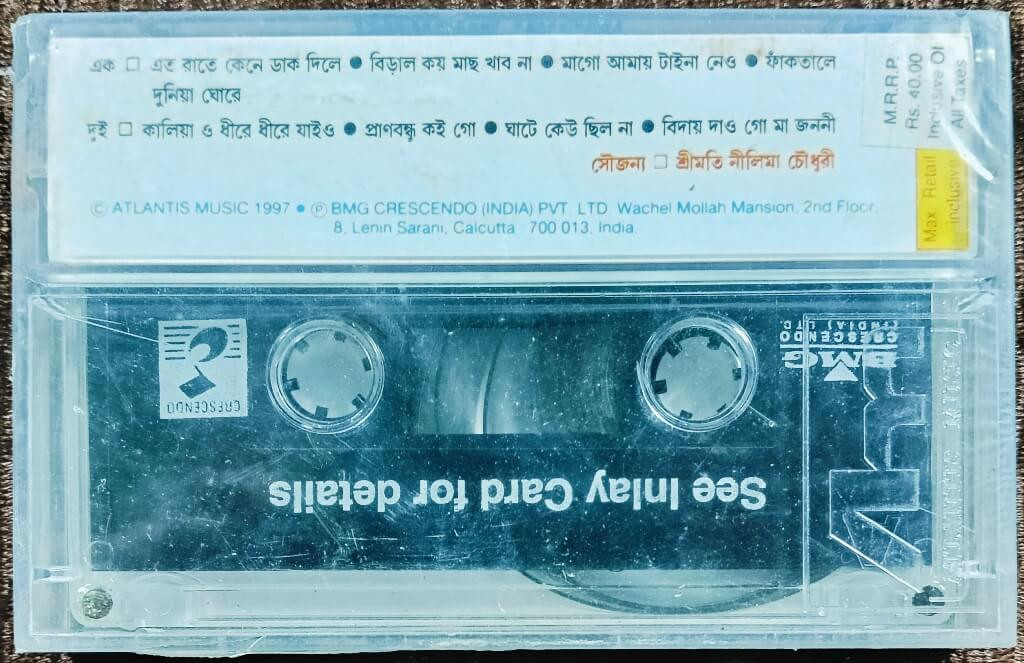 এক □ এত রাতে কেনে ডাক দিলে ● বিড়াল কয় মাছ খাব না ● মাগো আমায় টাইনা নেও ● ফাঁকতালে
দুনিয়া ঘোরে
দুই □ কালিয়া ও ধীরে ধীরে যাইও ● প্রাণবন্ধু কই গো ● ঘাটে কেউ ছিল না ● বিদায় দাও গো মা জননী
সৌজন্য □ শ্রীমতি নীলিমা চৌধুরী
© ATLANTIS MUSIC 1997 ● ℗ BMG CRESCENDO (INDIA) PVT. LTD. Wachel Mollah Mansion, 2nd Floor,
8, Lenin Sarani, Calcutta 700 013, India.
M.R.R.P.
Rs. 40.00
Inclusive Of
All Taxes
Max. Retail
inclusive
CRESCENDO
BMG
CRESCENDO
(INDIA) LTD
See Inlay Card for details